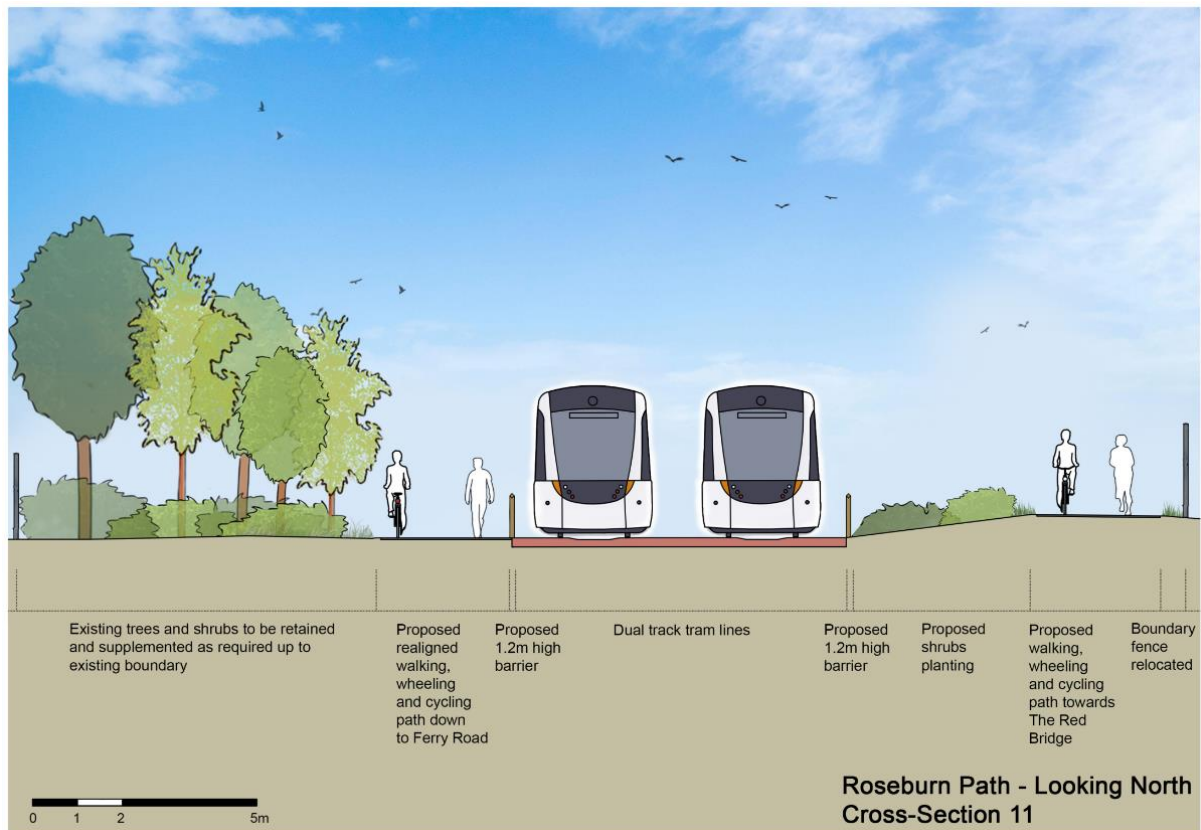 Existing trees and shrubs to be retained
and supplemented as required up to
existing boundary
Proposed
realigned
walking,
wheeling
and cycling
path down
to Ferry Road
Proposed
1.2m high
barrier
Dual track tram lines
Proposed
1.2m high
barrier
Proposed
shrubs
planting
Proposed
walking,
wheeling
and cycling
path towards
The Red
Bridge
Boundary
fence
relocated
0 1 2 5m
Roseburn Path - Looking North
Cross-Section 11